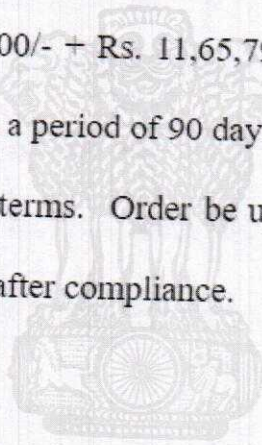 00/- + Rs. 11,65,79
a period of 90 day
terms. Order be u
after compliance.